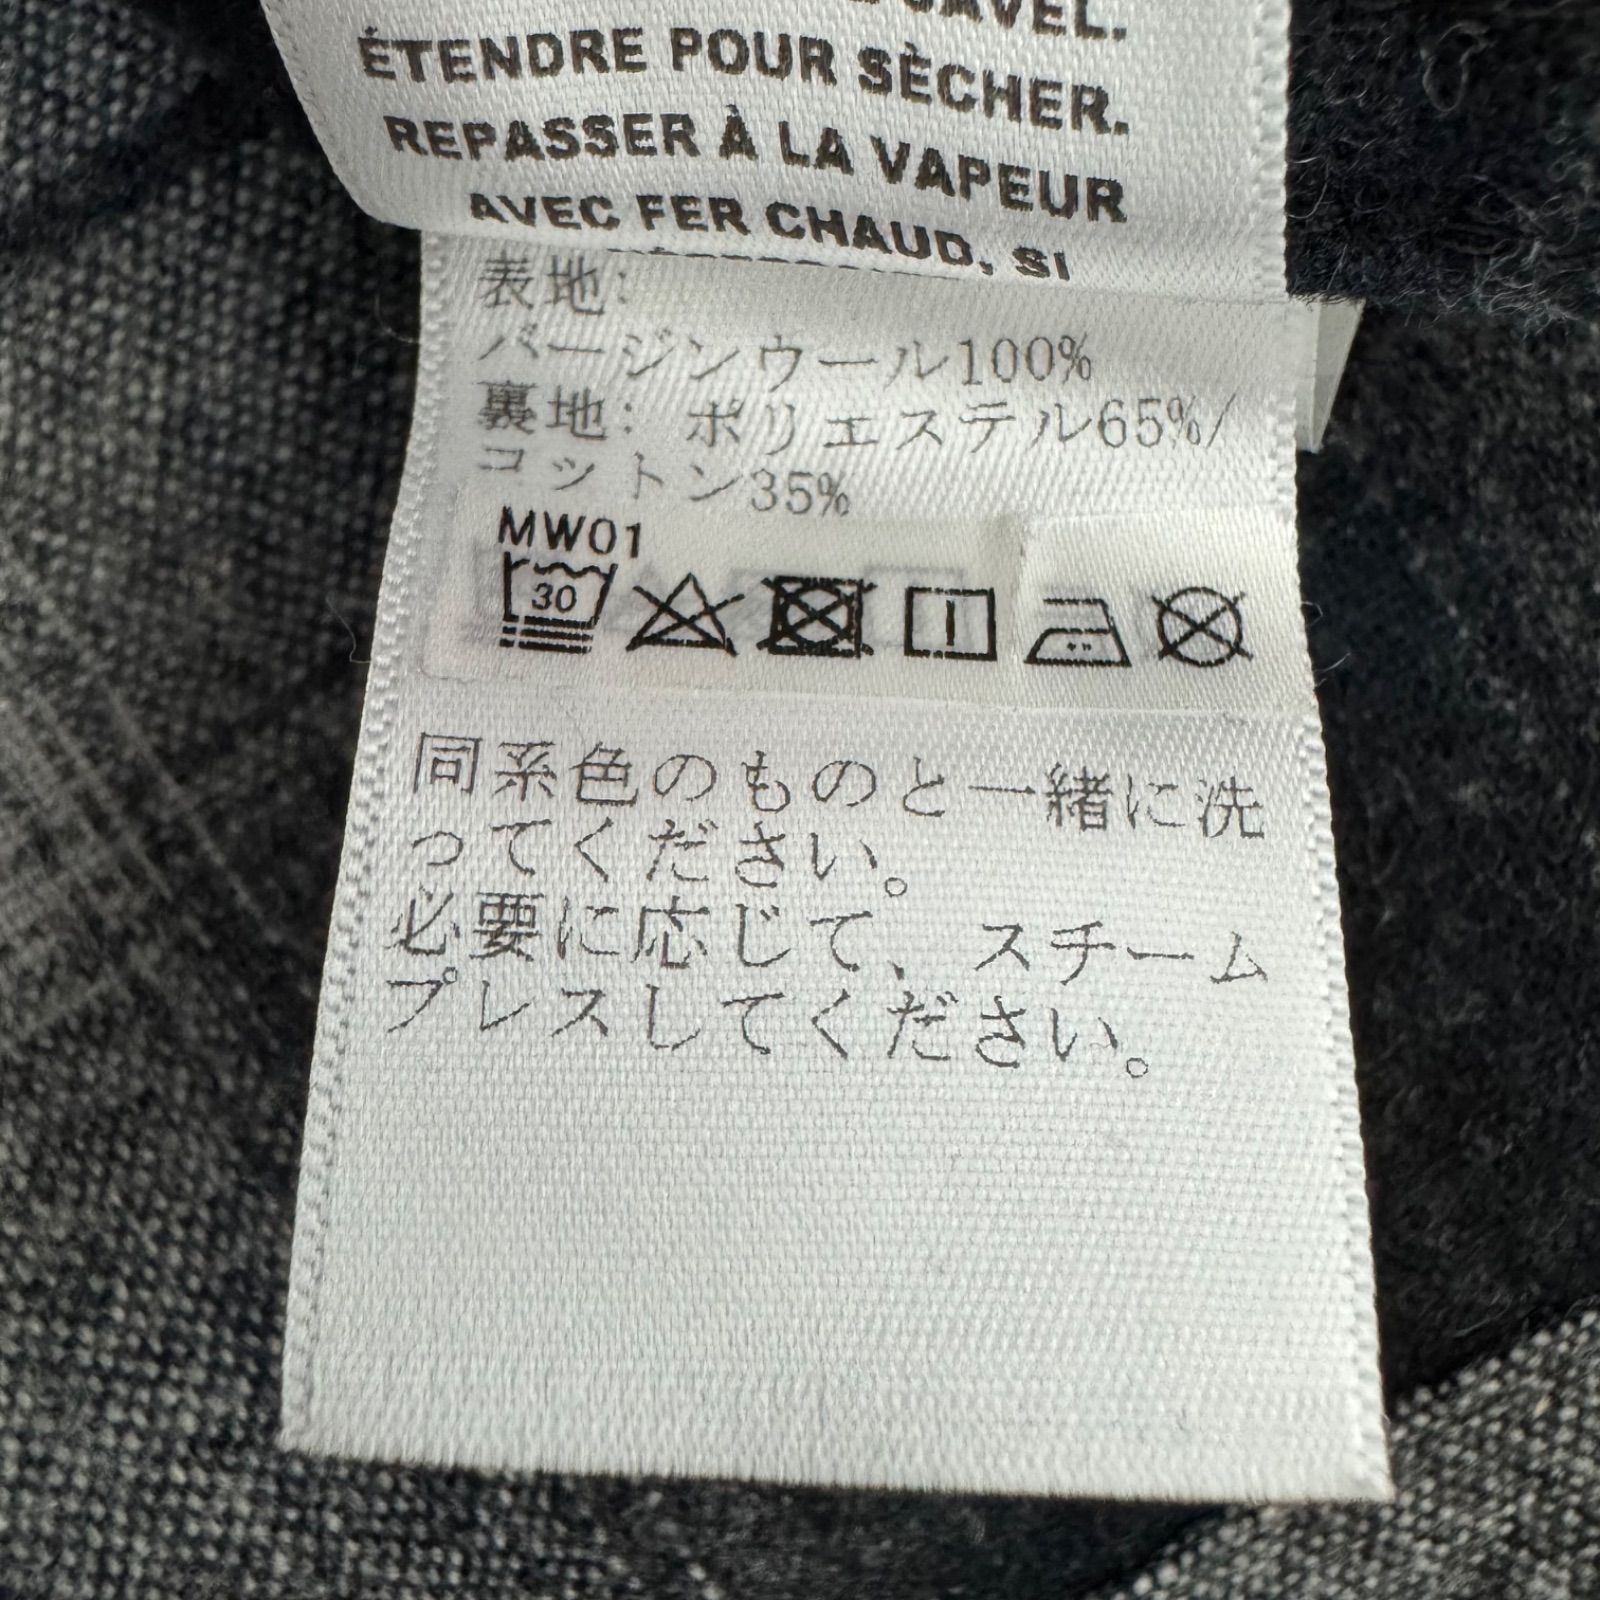 JAVEL.
ÉTENDRE POUR SÈCHER.
REPASSER À LA VAPEUR
AVEC FER CHAUD, SI
表地:
バージンウール100%
裏地: ポリエステル65%/
コットン35%
MW01
30
同系色のものと一緒に洗
ってください。
必要に応じて、スチーム
プレスしてください。